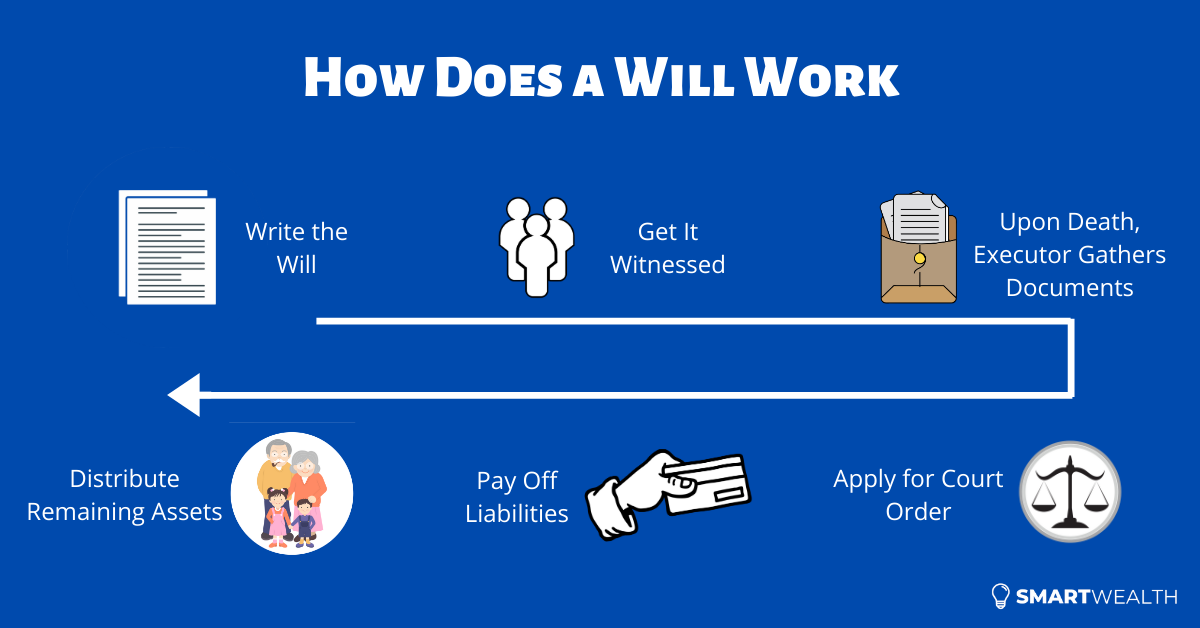 How Does a Will Work
Write the
Will
Get It
Witnessed
Upon Death,
Executor Gathers
Documents
Apply for Court
Order
Pay Off
Liabilities
Distribute
Remaining Assets
SMARTWEALTH